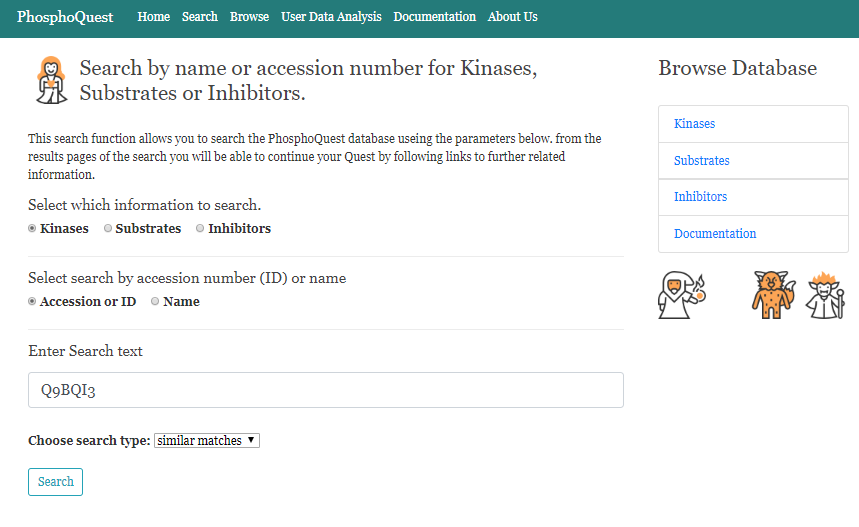 PhosphoQuest Home Search Browse User Data Analysis Documentation About Us
Search by name or accession number for Kinases,
Substrates or Inhibitors.
This search function allows you to search the PhosphoQuest database useing the parameters below. from the
results pages of the search you will be able to continue your Quest by following links to further related
information.
Select which information to search.
Kinases Substrates Inhibitors
Select search by accession number (ID) or name
Accession or ID Name
Enter Search text
Q9BQI3
Choose search type: similar matches
Search
Browse Database
Kinases
Substrates
Inhibitors
Documentation